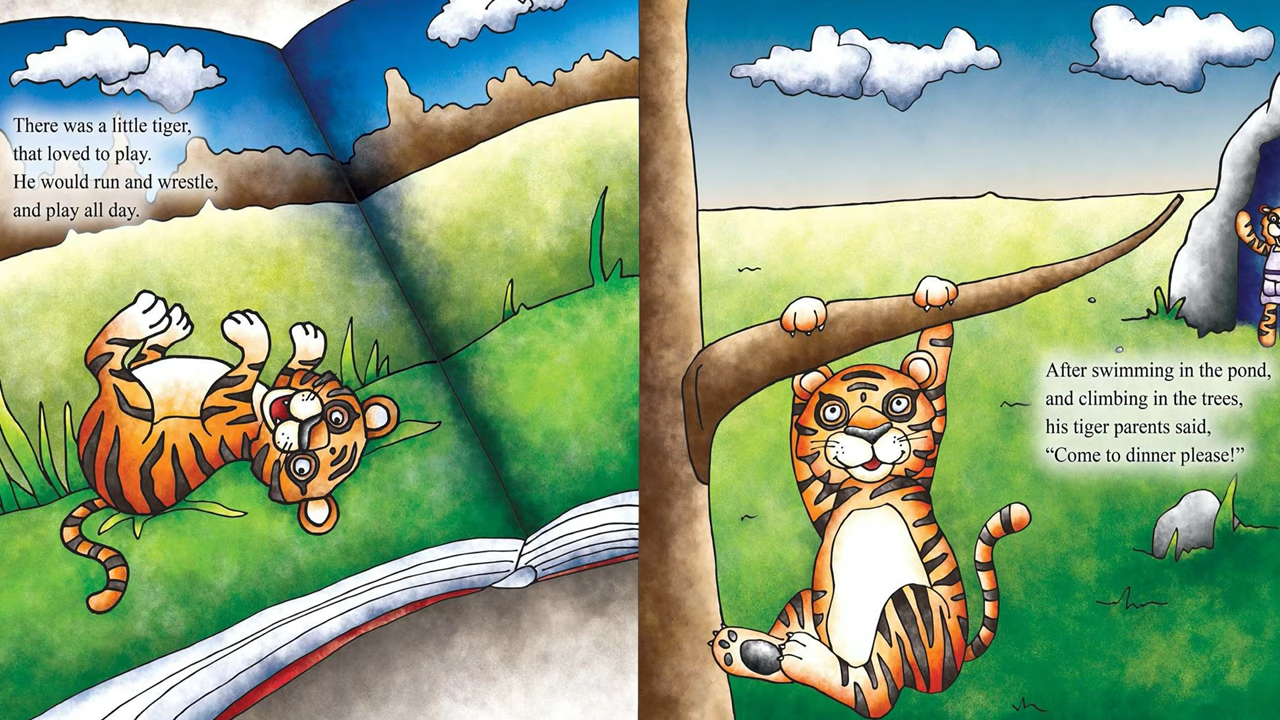 There was a little tiger,
that loved to play.
He would run and wrestle,
and play all day.
After swimming in the pond,
and climbing in the trees,
his tiger parents said,
“Come to dinner please!”